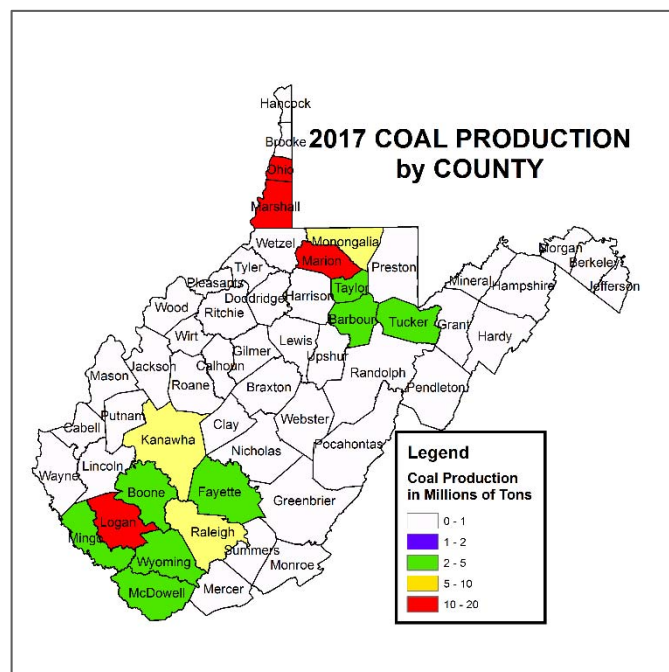 Hancock
Brooke
2017 COAL PRODUCTION
by COUNTY
Ohio
Marshall
Wetzel
Monongalia
Marion
Preston
Morgan
Berkeley
Jefferson
Tyler
Pleasants
Doddridge
Harrison
Taylor
Mineral
Hampshire
Wood
Ritchie
Barbour
Tucker
Grant
Hardy
Wirt
Lewis
Gilmer
Calhoun
Upshur
Jackson
Roane
Randolph
Pendleton
Mason
Braxton
Putnam
Clay
Webster
Cabell
Kanawha
Nicholas
Pocahontas
Wayne
Lincoln
Boone
Fayette
Greenbrier
Logan
Mingo
Raleigh
Summers
Wyoming
Monroe
McDowell
Mercer
Legend
Coal Production
in Millions of Tons
0 - 1
1 - 2
2 - 5
5 - 10
10 - 20